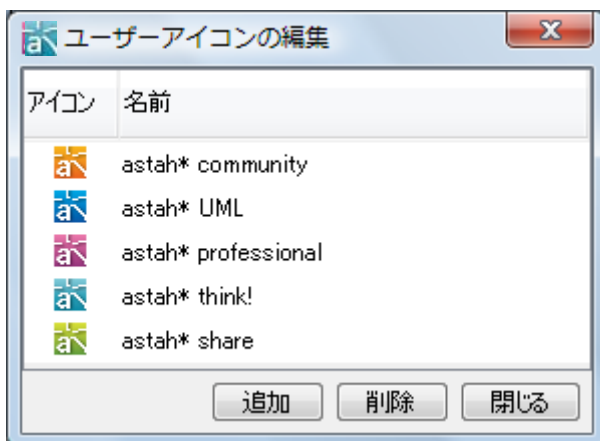 ユーザーアイコンの編集
アイコン 名前
astah* community
astah* UML
astah* professional
astah* think!
astah* share
追加 削除 閉じる